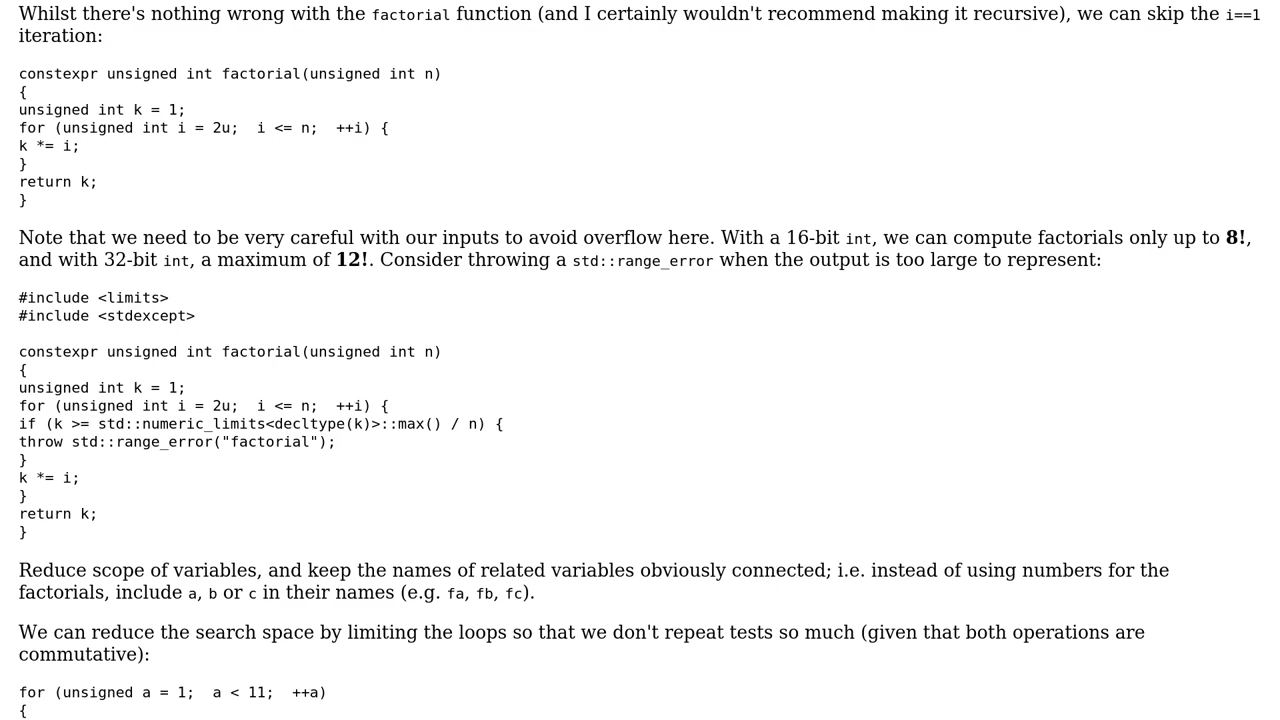 Whilst there's nothing wrong with the factorial function (and I certainly wouldn't recommend making it recursive), we can skip the i==1
iteration:
constexpr unsigned int factorial(unsigned int n)
{
unsigned int k = 1;
for (unsigned int i = 2u;  i <= n;  ++i) {
k *= i;
}
return k;
}
Note that we need to be very careful with our inputs to avoid overflow here. With a 16-bit int, we can compute factorials only up to 8!,
and with 32-bit int, a maximum of 12!. Consider throwing a std::range_error when the output is too large to represent:
#include <limits>
#include <stdexcept>
constexpr unsigned int factorial(unsigned int n)
{
unsigned int k = 1;
for (unsigned int i = 2u;  i <= n;  ++i) {
if (k >= std::numeric_limits<decltype(k)>::max() / n) {
throw std::range_error("factorial");
}
k *= i;
}
return k;
}
Reduce scope of variables, and keep the names of related variables obviously connected; i.e. instead of using numbers for the
factorials, include a, b or c in their names (e.g. fa, fb, fc).
We can reduce the search space by limiting the loops so that we don't repeat tests so much (given that both operations are
commutative):
for (unsigned a = 1;  a < 11;  ++a)
{